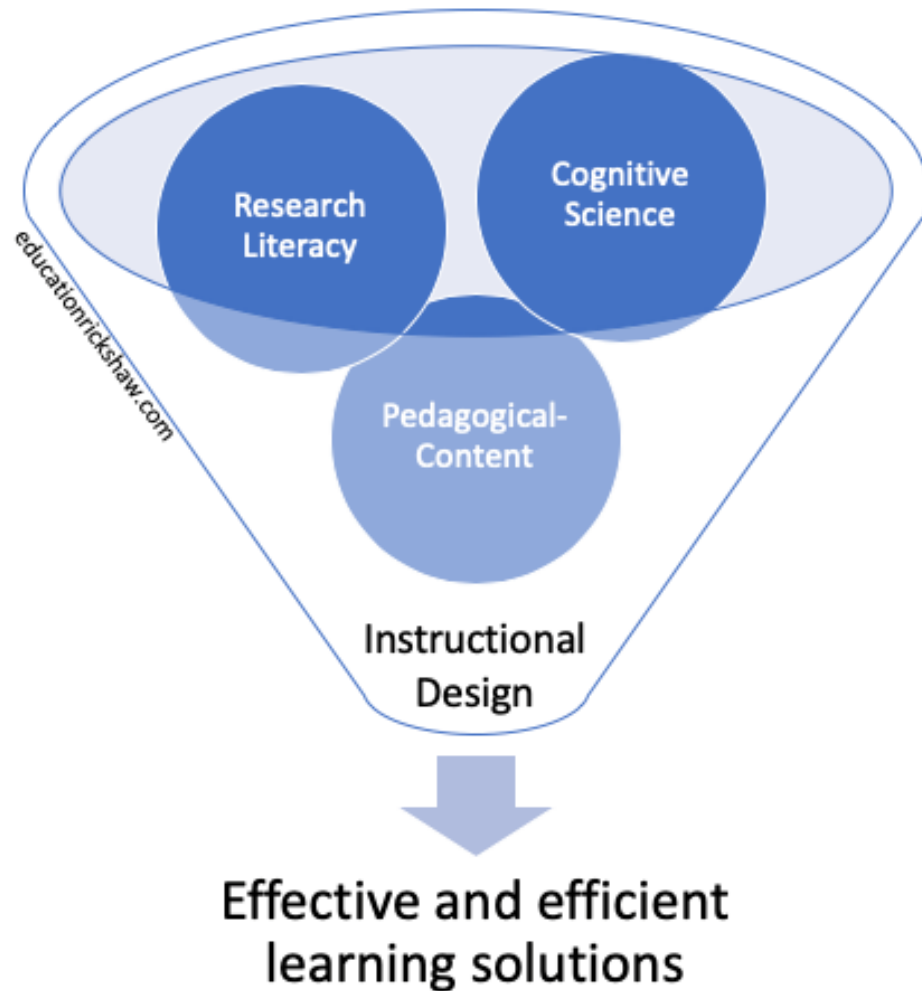 Research
Literacy
Cognitive
Science
educationrickshaw.com
Pedagogical-
Content
Instructional
Design
Effective and efficient
learning solutions